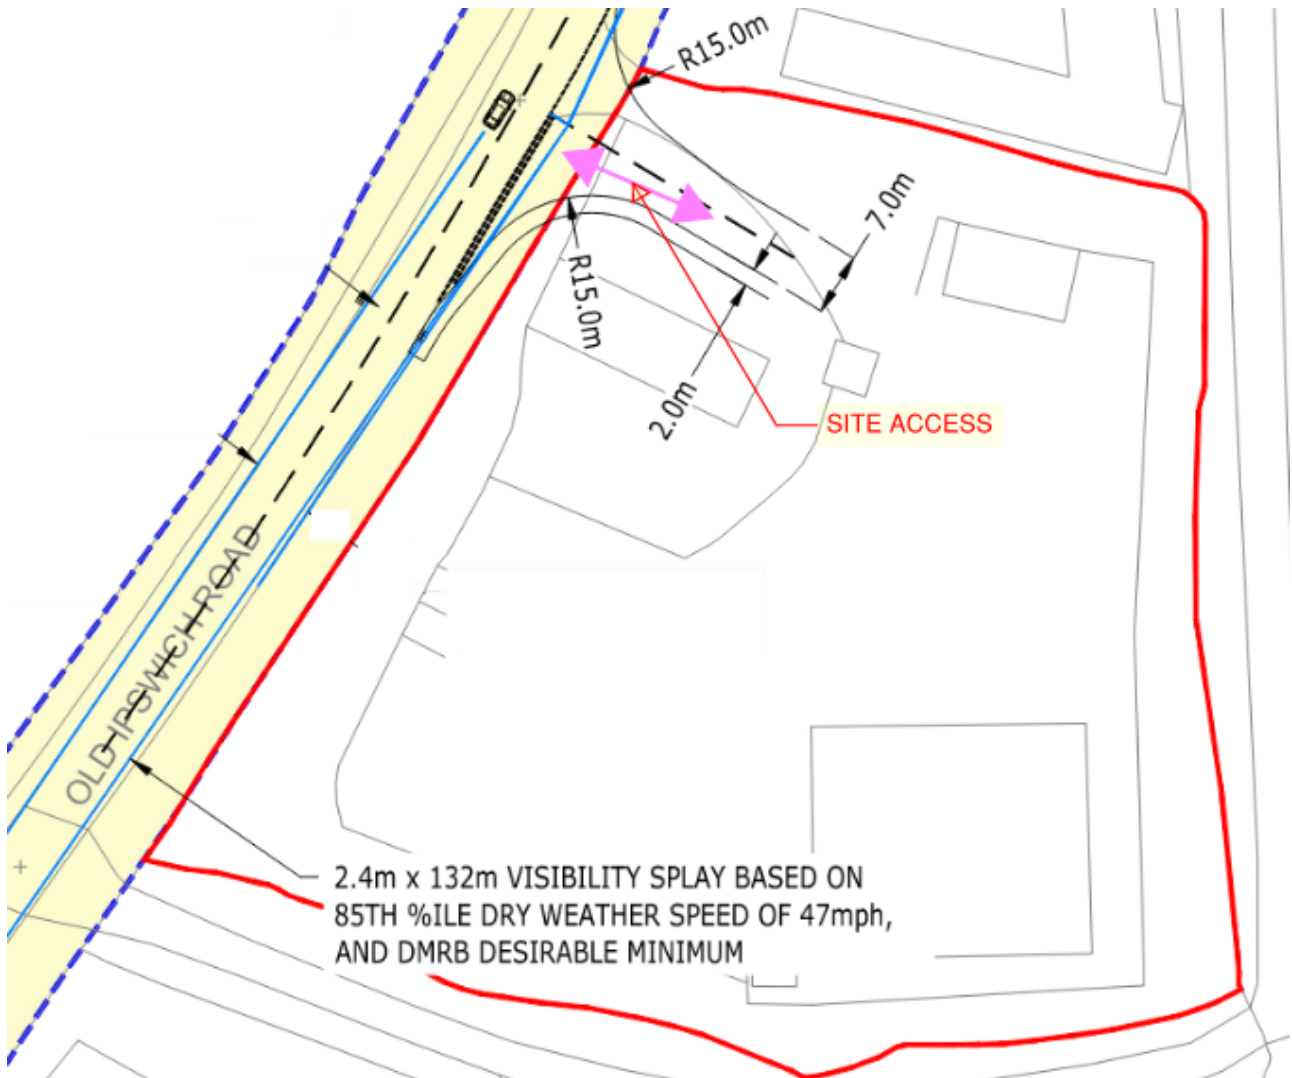 R15.0m
7.0m
R15.0m
2.0m
SITE ACCESS
OLD IPSWICH ROAD
2.4m x 132m VISIBILITY SPLAY BASED ON
85TH %ILE DRY WEATHER SPEED OF 47mph,
AND DMRB DESIRABLE MINIMUM